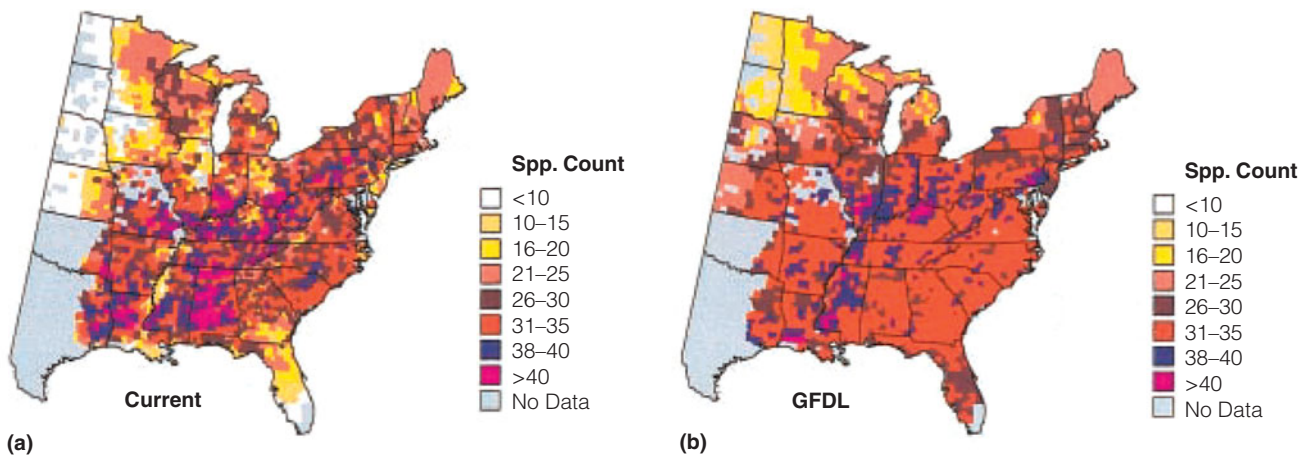 Spp. Count
<10
10–15
16–20
21–25
26–30
31–35
38–40
>40
No Data
Current
(a)
Spp. Count
<10
10–15
16–20
21–25
26–30
31–35
38–40
>40
No Data
GFDL
(b)